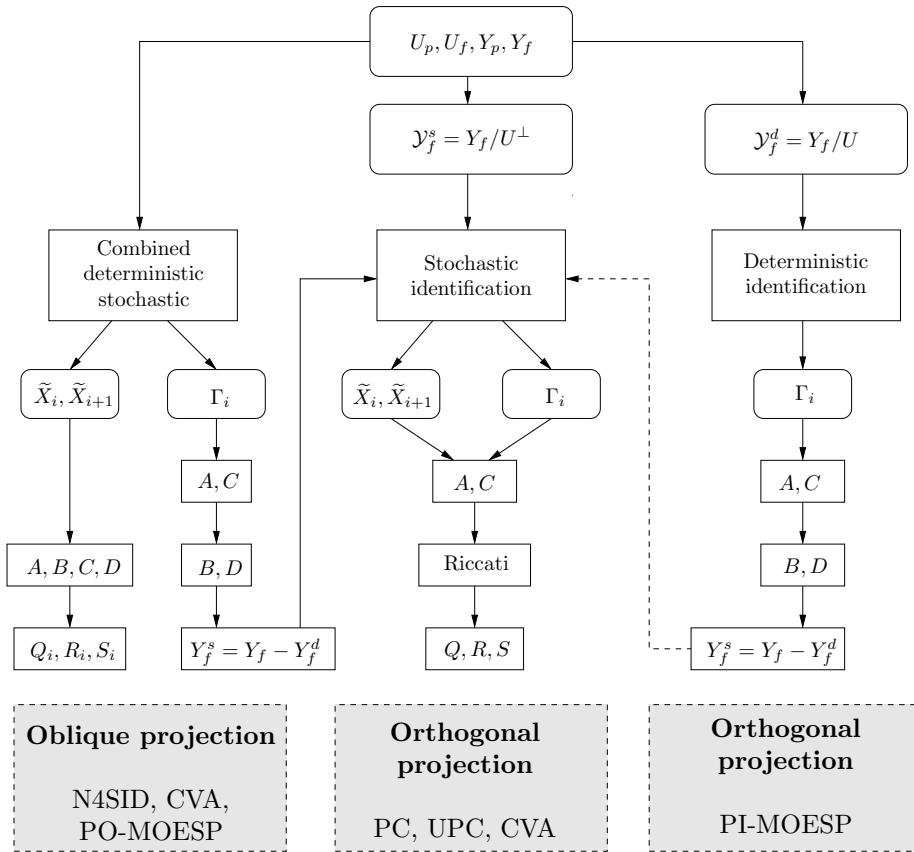 U_p, U_f, Y_p, Y_f
𝒴_f^s = Y_f/U^⊥
𝒴_f^d = Y_f/U
Combined
deterministic
stochastic
Stochastic
identification
Deterministic
identification
X̃_i, X̃_{i+1}
Γ_i
X̃_i, X̃_{i+1}
Γ_i
Γ_i
A, C
A, C
A, C
A, B, C, D
B, D
Riccati
B, D
Q_i, R_i, S_i
Y_f^s = Y_f − Y_f^d
Q, R, S
Y_f^s = Y_f − Y_f^d
Oblique projection
N4SID, CVA,
PO-MOESP
Orthogonal
projection
PC, UPC, CVA
Orthogonal
projection
PI-MOESP